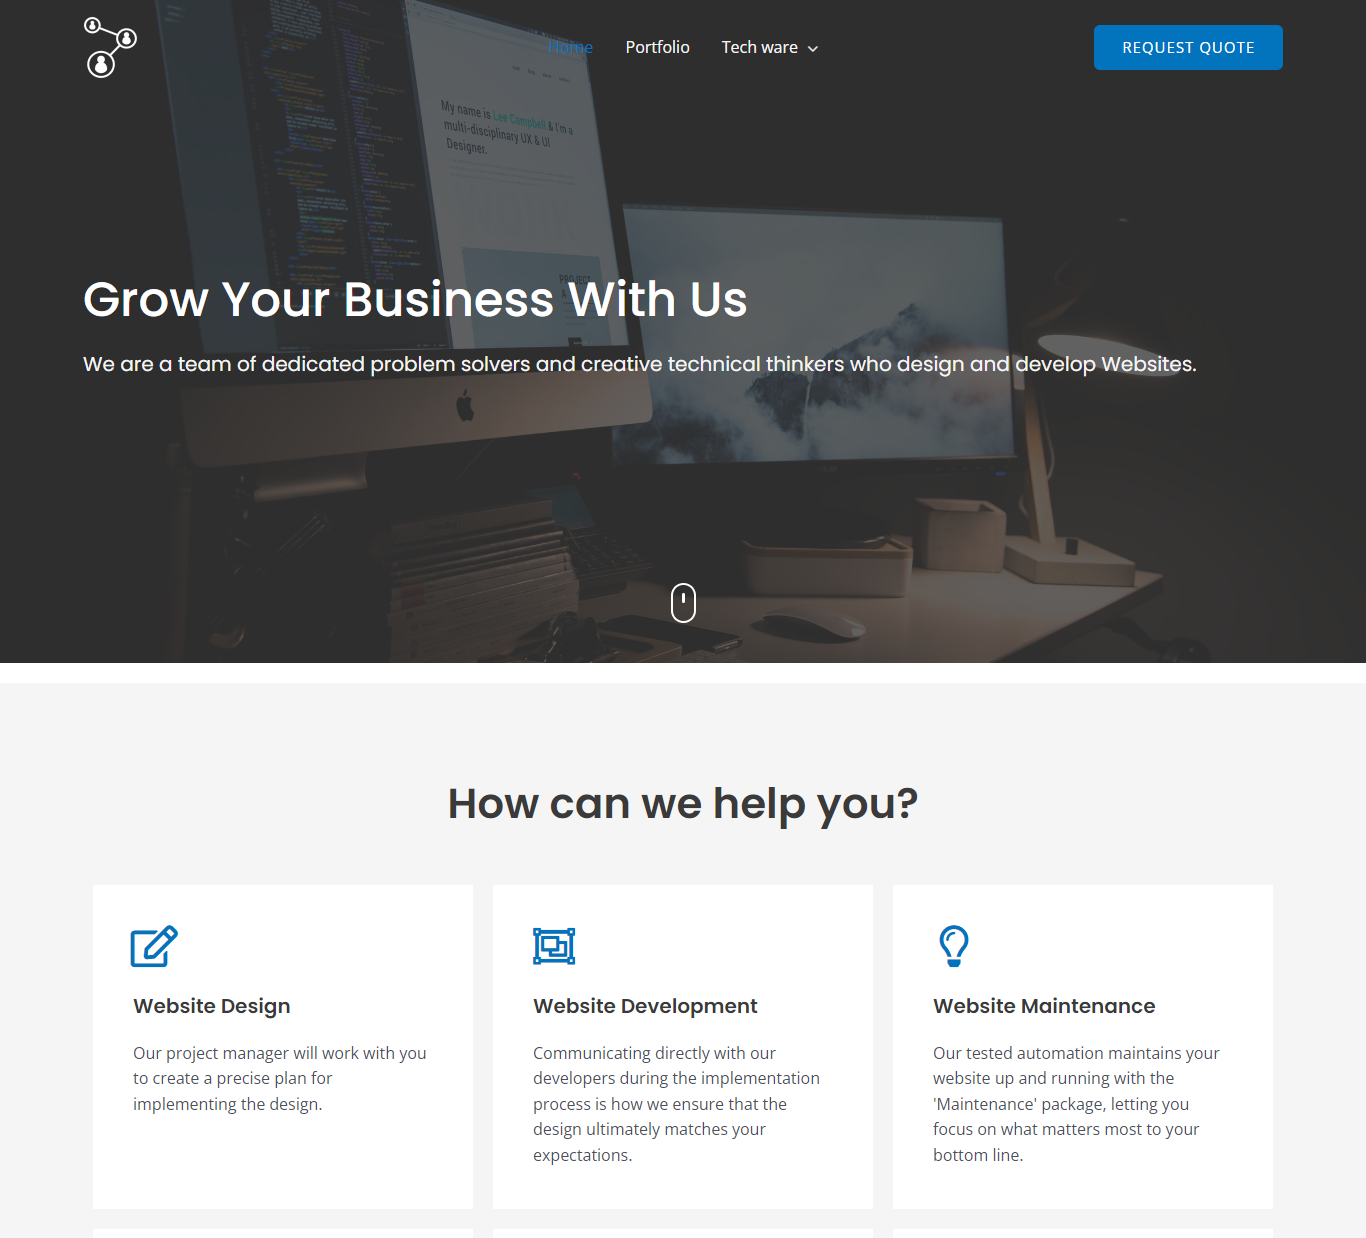 Home
Portfolio
Tech ware
REQUEST QUOTE
My name is Lee Campbell & I'm a
multi-disciplinary UX & UI
Designer.
PROJECT
Grow Your Business With Us
We are a team of dedicated problem solvers and creative technical thinkers who design and develop Websites.
How can we help you?
Website Design
Our project manager will work with you
to create a precise plan for
implementing the design.
Website Development
Communicating directly with our
developers during the implementation
process is how we ensure that the
design ultimately matches your
expectations.
Website Maintenance
Our tested automation maintains your
website up and running with the
'Maintenance' package, letting you
focus on what matters most to your
bottom line.